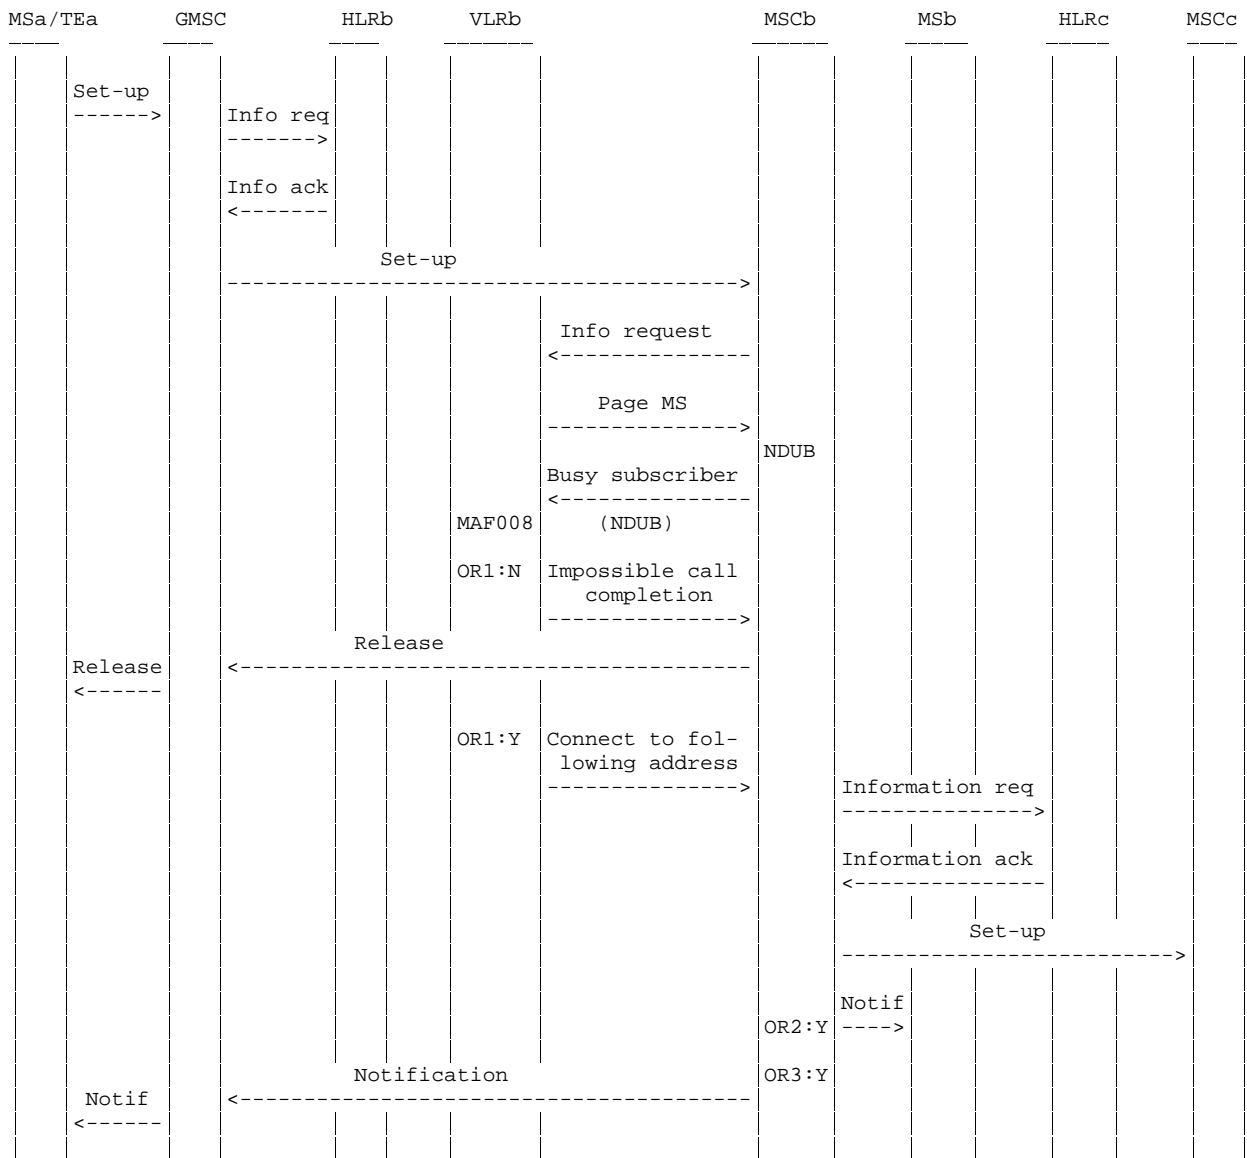 MSa/TEa GMSC HLRb VLRb MSCb MSb HLRc MSCc
Set-up
------> Info req
------->
Info ack
<-------
Set-up
---------------------------------------->
Info request
<---------------
Page MS
--------------->
NDUB
Busy subscriber
<---------------
MAF008 (NDUB)
OR1:N Impossible call
completion
--------------->
Release
Release <----------------------------------------
<------
OR1:Y Connect to fol-
lowing address
---------------> Information req
--------------->
Information ack
<---------------
Set-up
-------------------------->
Notif
OR2:Y ---->
Notification OR3:Y
Notif <----------------------------------------
<------